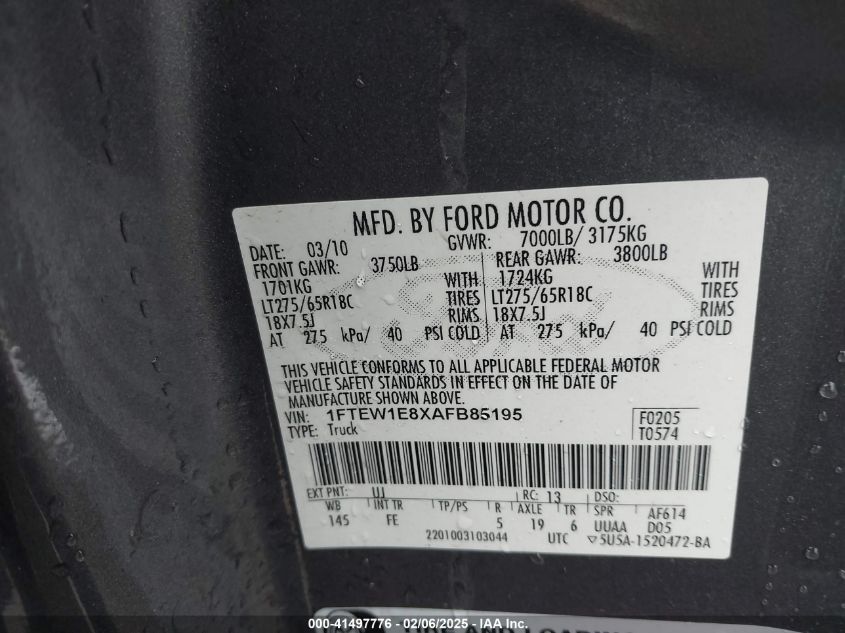 MFD. BY FORD MOTOR CO.
DATE: 03/10 GVWR: 7000LB/ 3175KG
FRONT GAWR: 3750LB REAR GAWR: 3800LB
1701KG WITH 1724KG WITH
LT275/65R18C TIRES LT275/65R18C TIRES
18X7.5J RIMS 18X7.5J RIMS
AT 275 kPa/ 40 PSI COLD AT 275 kPa/ 40 PSI COLD
THIS VEHICLE CONFORMS TO ALL APPLICABLE FEDERAL MOTOR
VEHICLE SAFETY STANDARDS IN EFFECT ON THE DATE OF
MANUFACTURE SHOWN ABOVE.
VIN: 1FTEW1E8XAFB85195 F0205
TYPE: Truck T0574
EXT PNT: UJ RC: 13 DSO:
WB INT TR TP/PS R AXLE TR SPR AF614
145 FE 5 19 6 UUAA D05
2201003103044 UTC ▽5U5A-1520472-BA
000-41497776 - 02/06/2025 - IAA Inc.